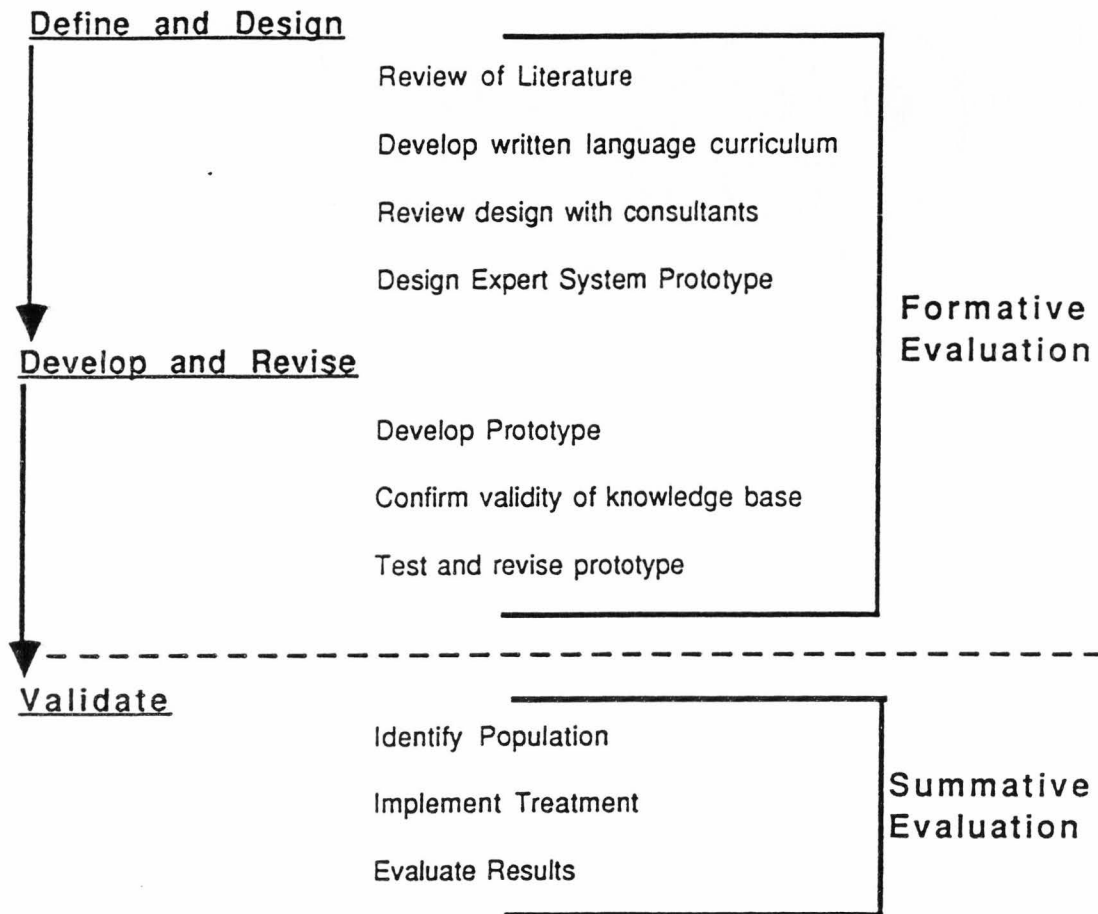 Define and Design
Review of Literature
Develop written language curriculum
Review design with consultants
Design Expert System Prototype
Formative
Evaluation
Develop and Revise
Develop Prototype
Confirm validity of knowledge base
Test and revise prototype
Validate
Identify Population
Implement Treatment
Evaluate Results
Summative
Evaluation